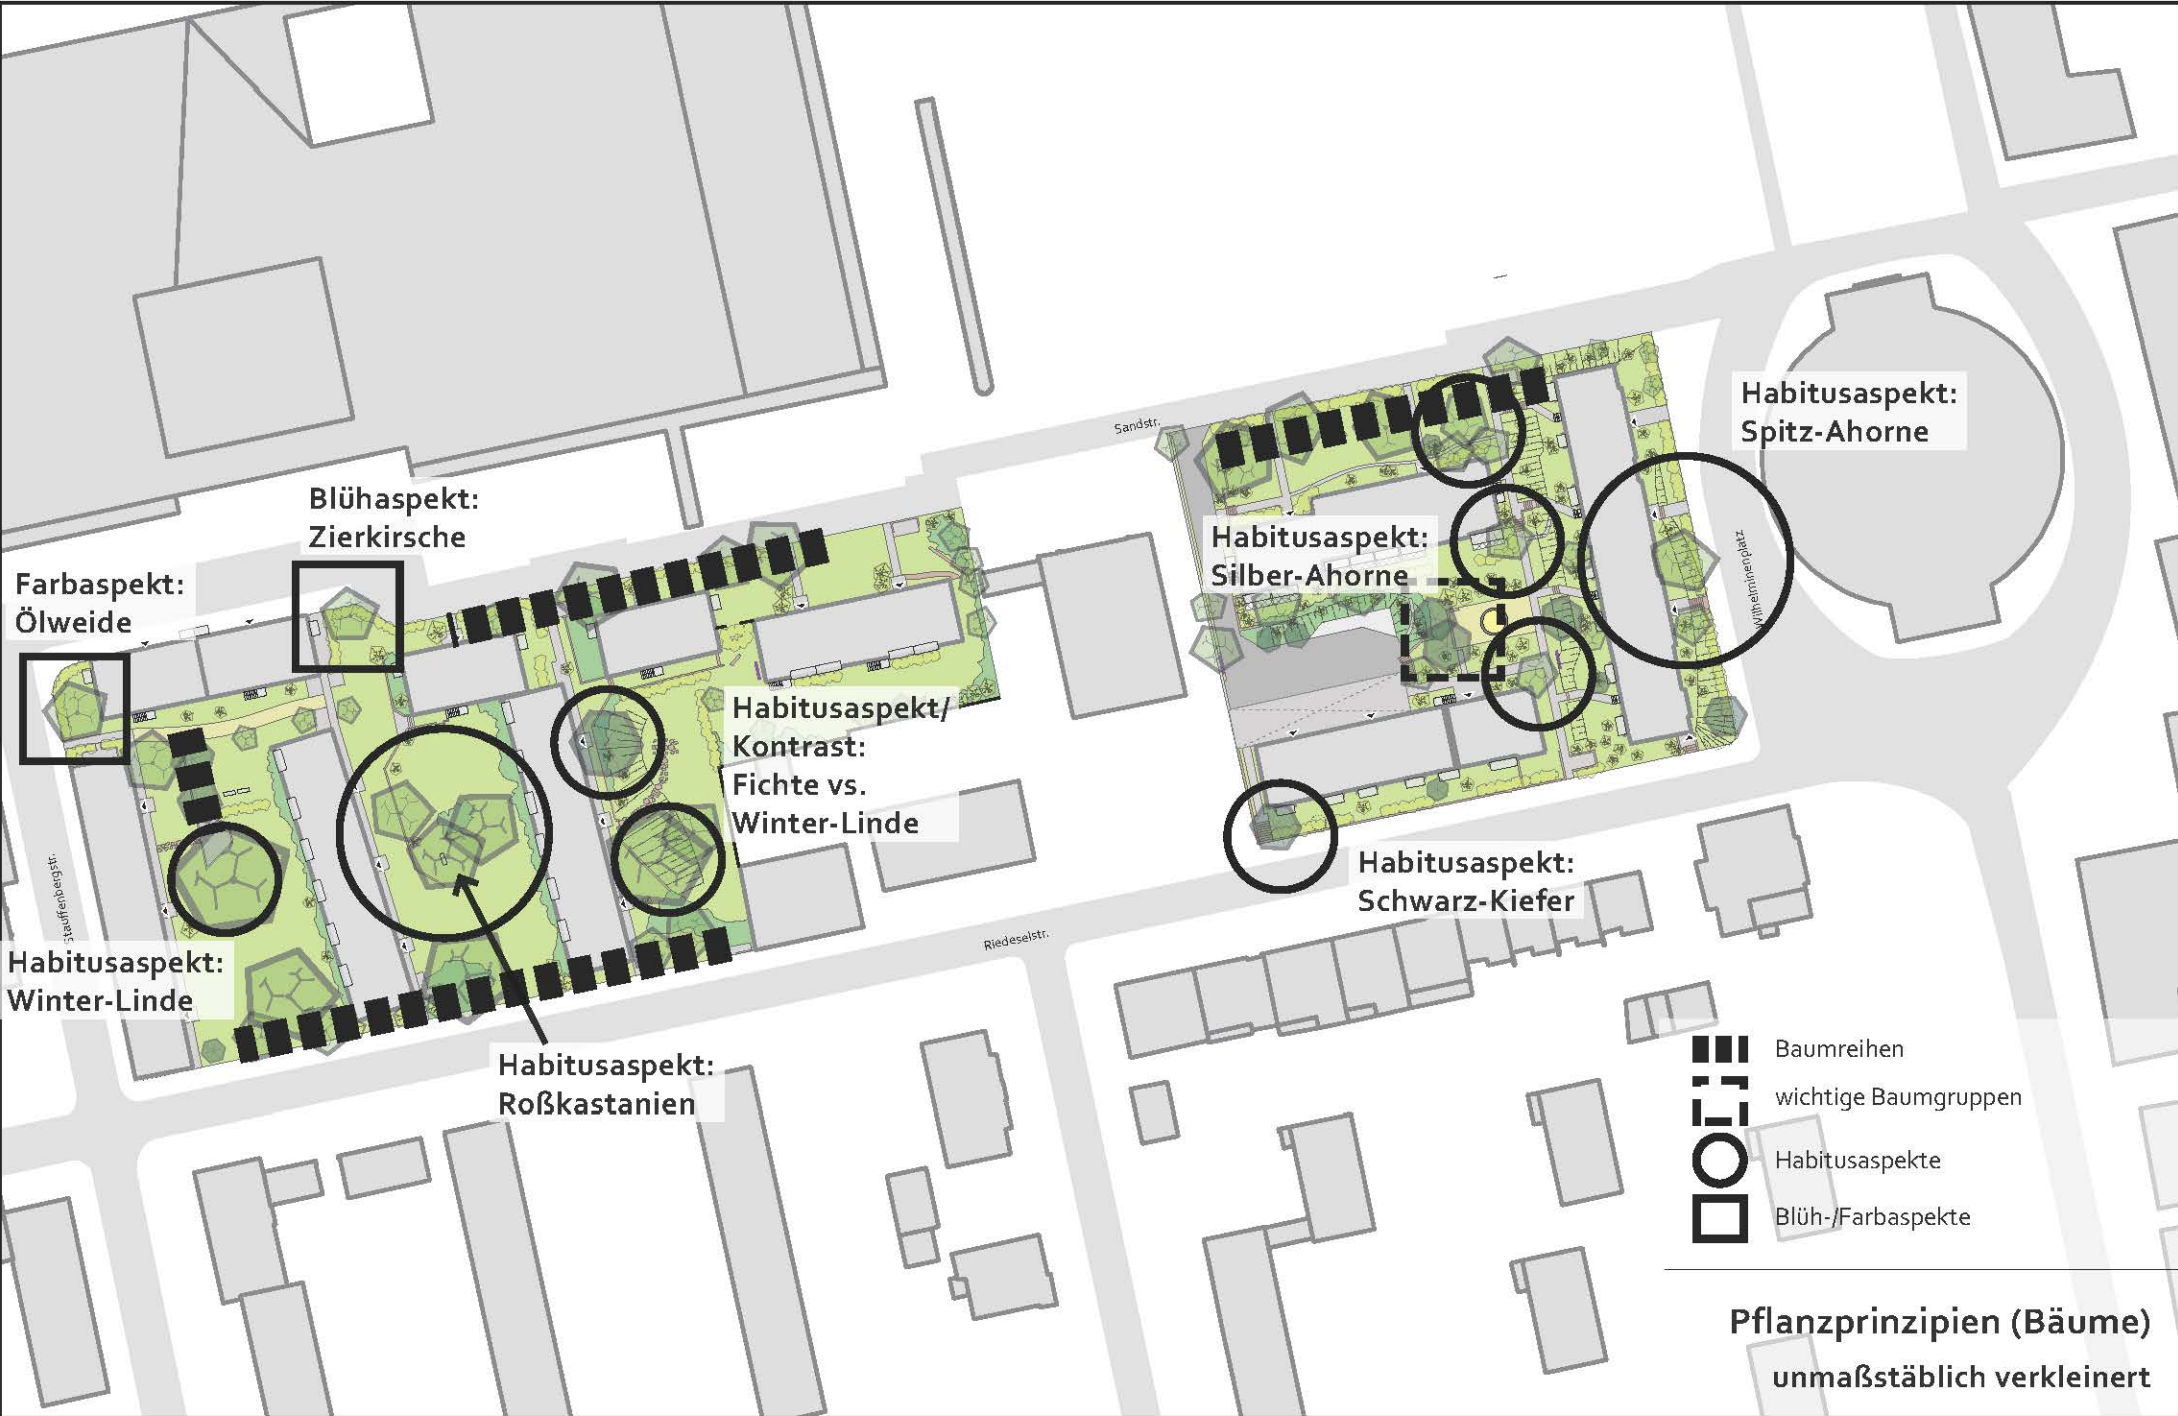 Sandstr.
Habitusaspekt:
Spitz-Ahorne
Blühaspekt:
Zierkirsche
Habitusaspekt:
Silber-Ahorne
Wilhelminenplatz
Farbaspekt:
Ölweide
Habitusaspekt/
Kontrast:
Fichte vs.
Winter-Linde
Stauffenbergstr.
Habitusaspekt:
Schwarz-Kiefer
Riedeselstr.
Habitusaspekt:
Winter-Linde
Habitusaspekt:
Roßkastanien
Baumreihen
wichtige Baumgruppen
Habitusaspekte
Blüh-/Farbaspekte
Pflanzprinzipien (Bäume)
unmaßstäblich verkleinert